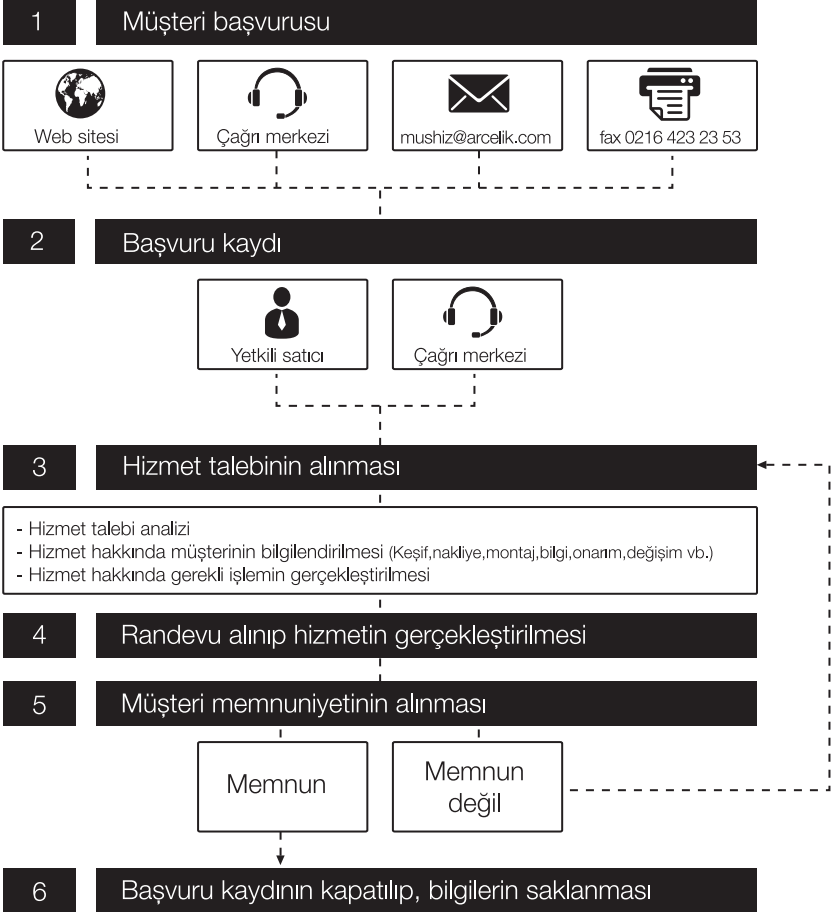 1 Müşteri başvurusu
Web sitesi
Çağrı merkezi
mushiz@arcelik.com
fax 0216 423 23 53
2 Başvuru kaydı
Yetkili satıcı
Çağrı merkezi
3 Hizmet talebinin alınması
- Hizmet talebi analizi
- Hizmet hakkında müşterinin bilgilendirilmesi (Keşif,nakliye,montaj,bilgi,onarım,değişim vb.)
- Hizmet hakkında gerekli işlemin gerçekleştirilmesi
4 Randevu alınıp hizmetin gerçekleştirilmesi
5 Müşteri memnuniyetinin alınması
Memnun
Memnun
değil
6 Başvuru kaydının kapatılıp, bilgilerin saklanması